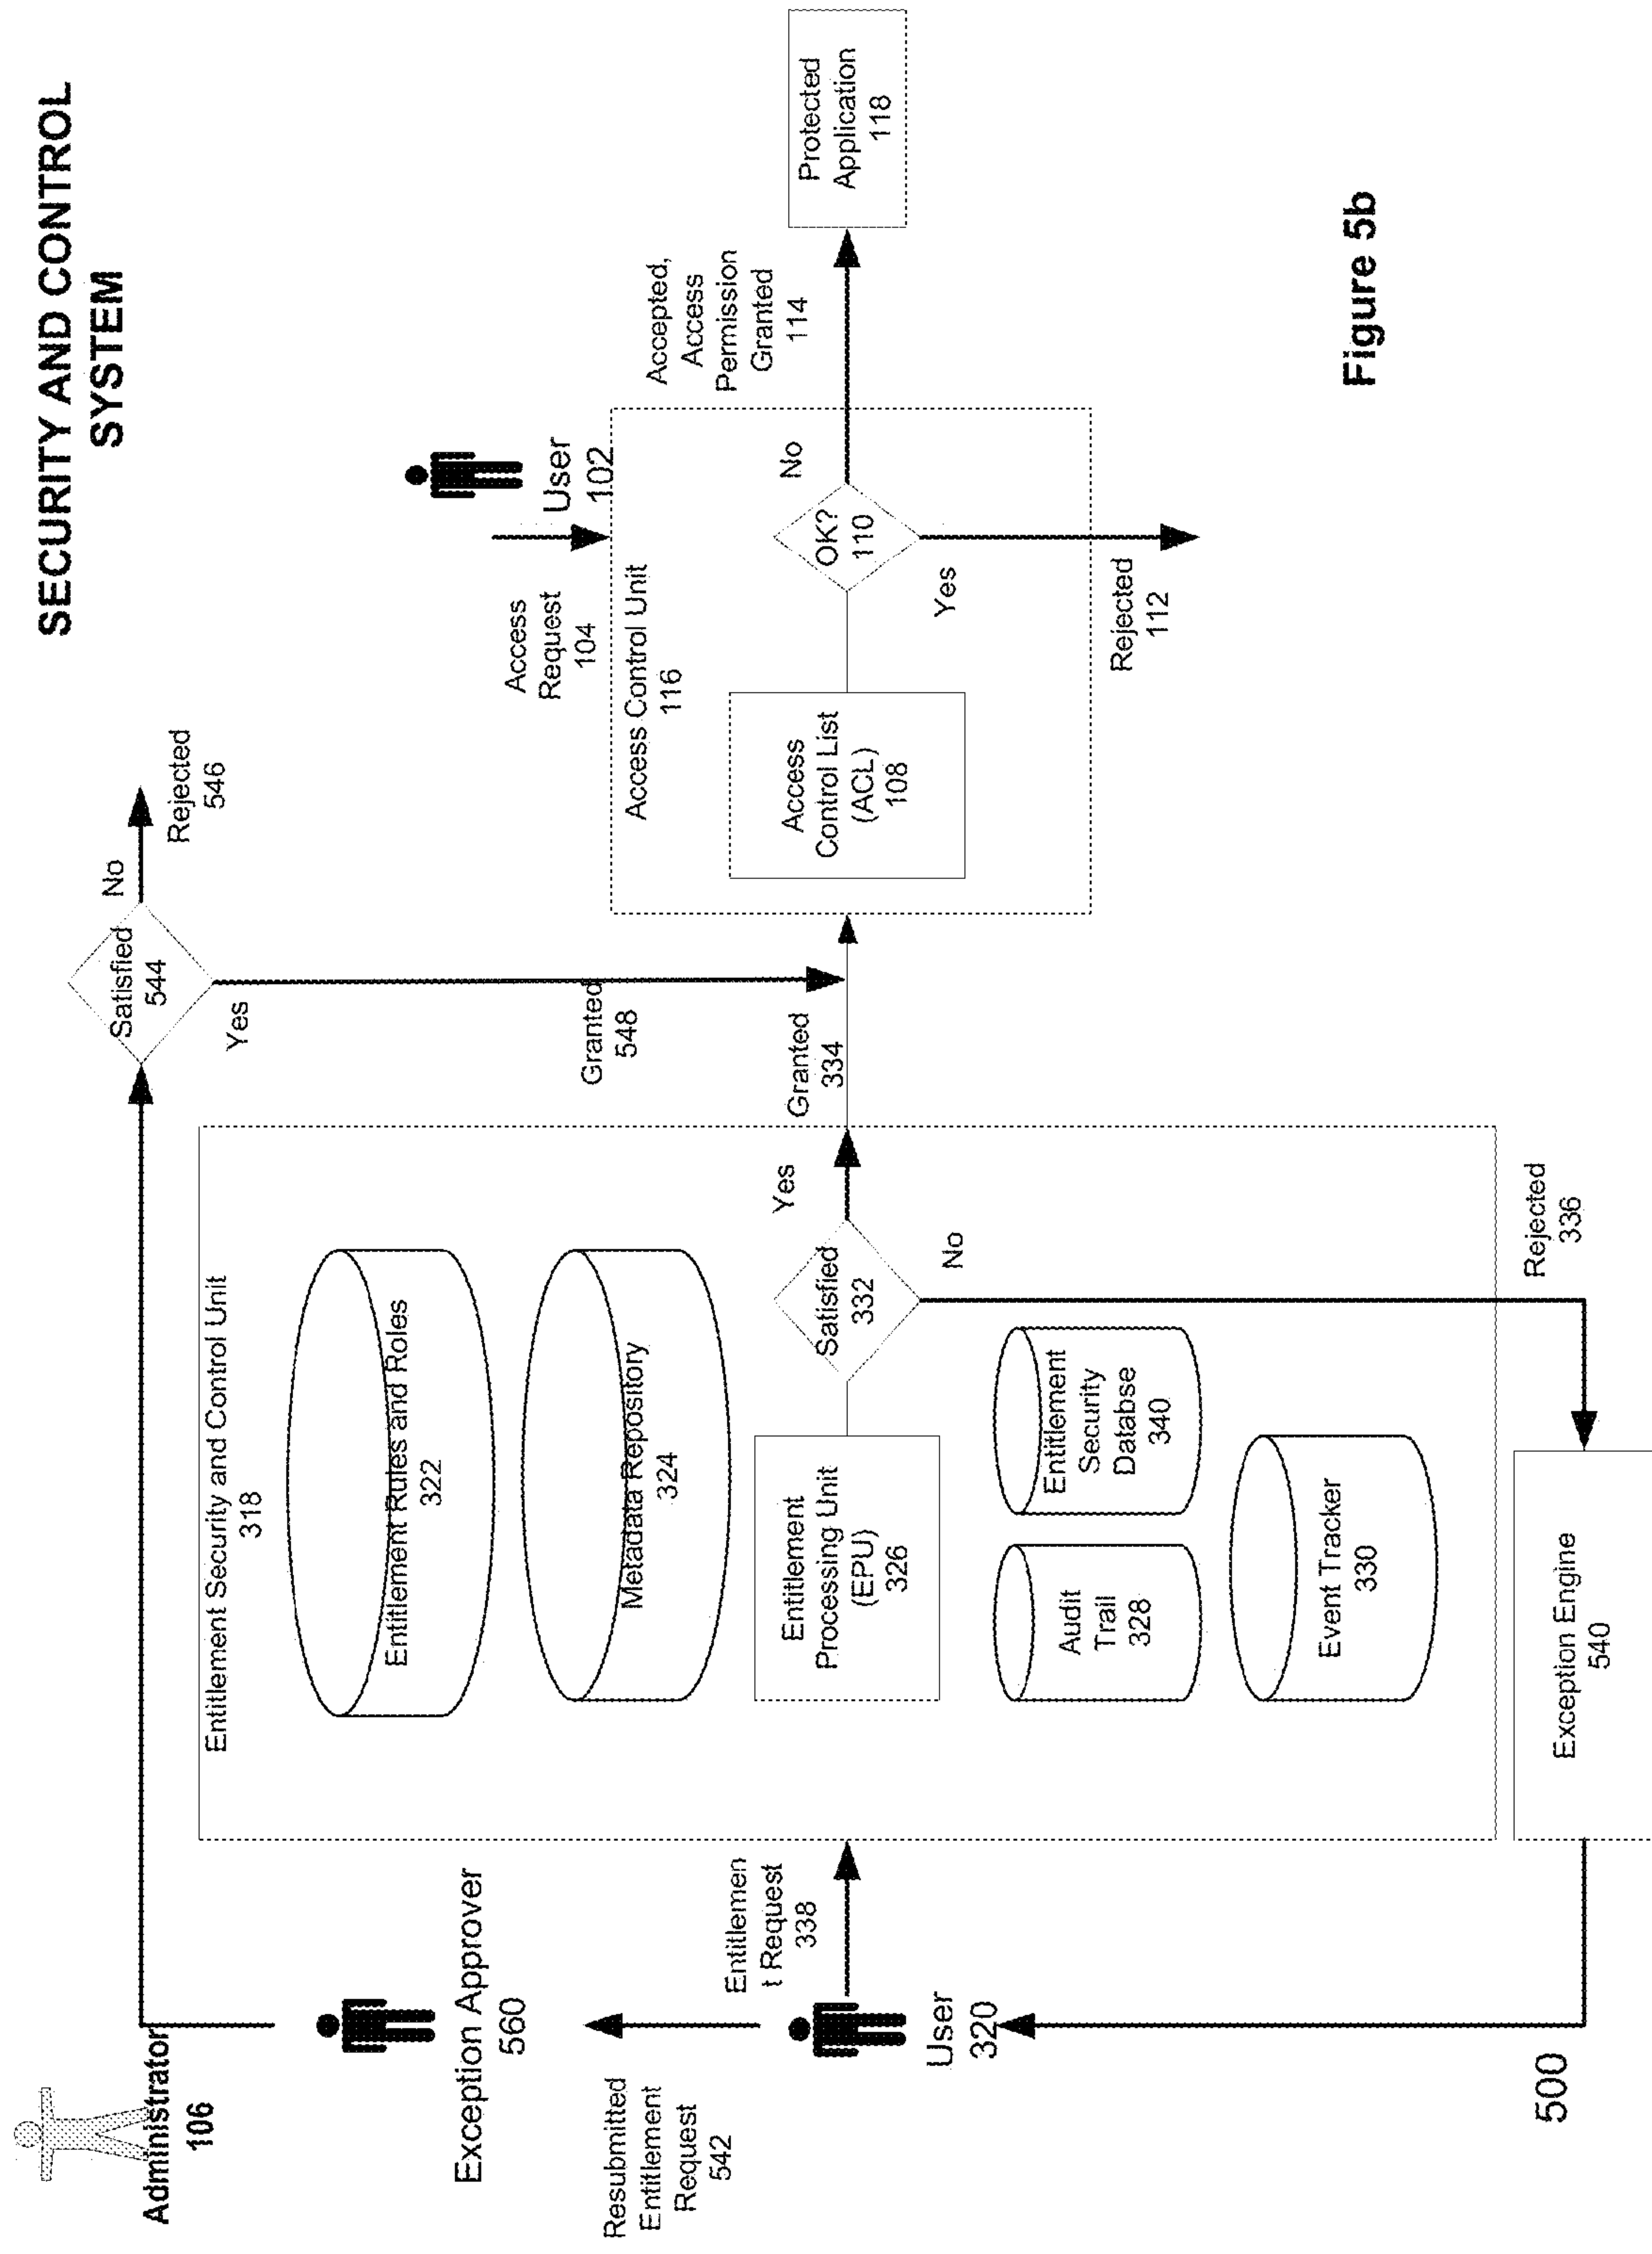 SECURITY AND CONTROL
SYSTEM
Administrator
106
Satisfied
544
No
Rejected
546
Yes
Granted
548
Exception Approver
560
Resubmitted
Entitlement
Request
542
User
320
Entitlemen
t Request
338
Entitlement Security and Control Unit
318
Entitlement Rules and Roles
322
Metadata Repository
324
Entitlement
Processing Unit
(EPU)
326
Satisfied
332
Yes
No
Audit
Trail
328
Entitlement
Security
Databse
340
Event Tracker
330
Granted
334
Rejected
336
Exception Engine
540
500
User
102
Access
Request
104
Access Control Unit
116
Access
Control List
(ACL)
108
OK?
110
No
Yes
Rejected
112
Accepted,
Access
Permission
Granted
114
Protected
Application
118
Figure 5b